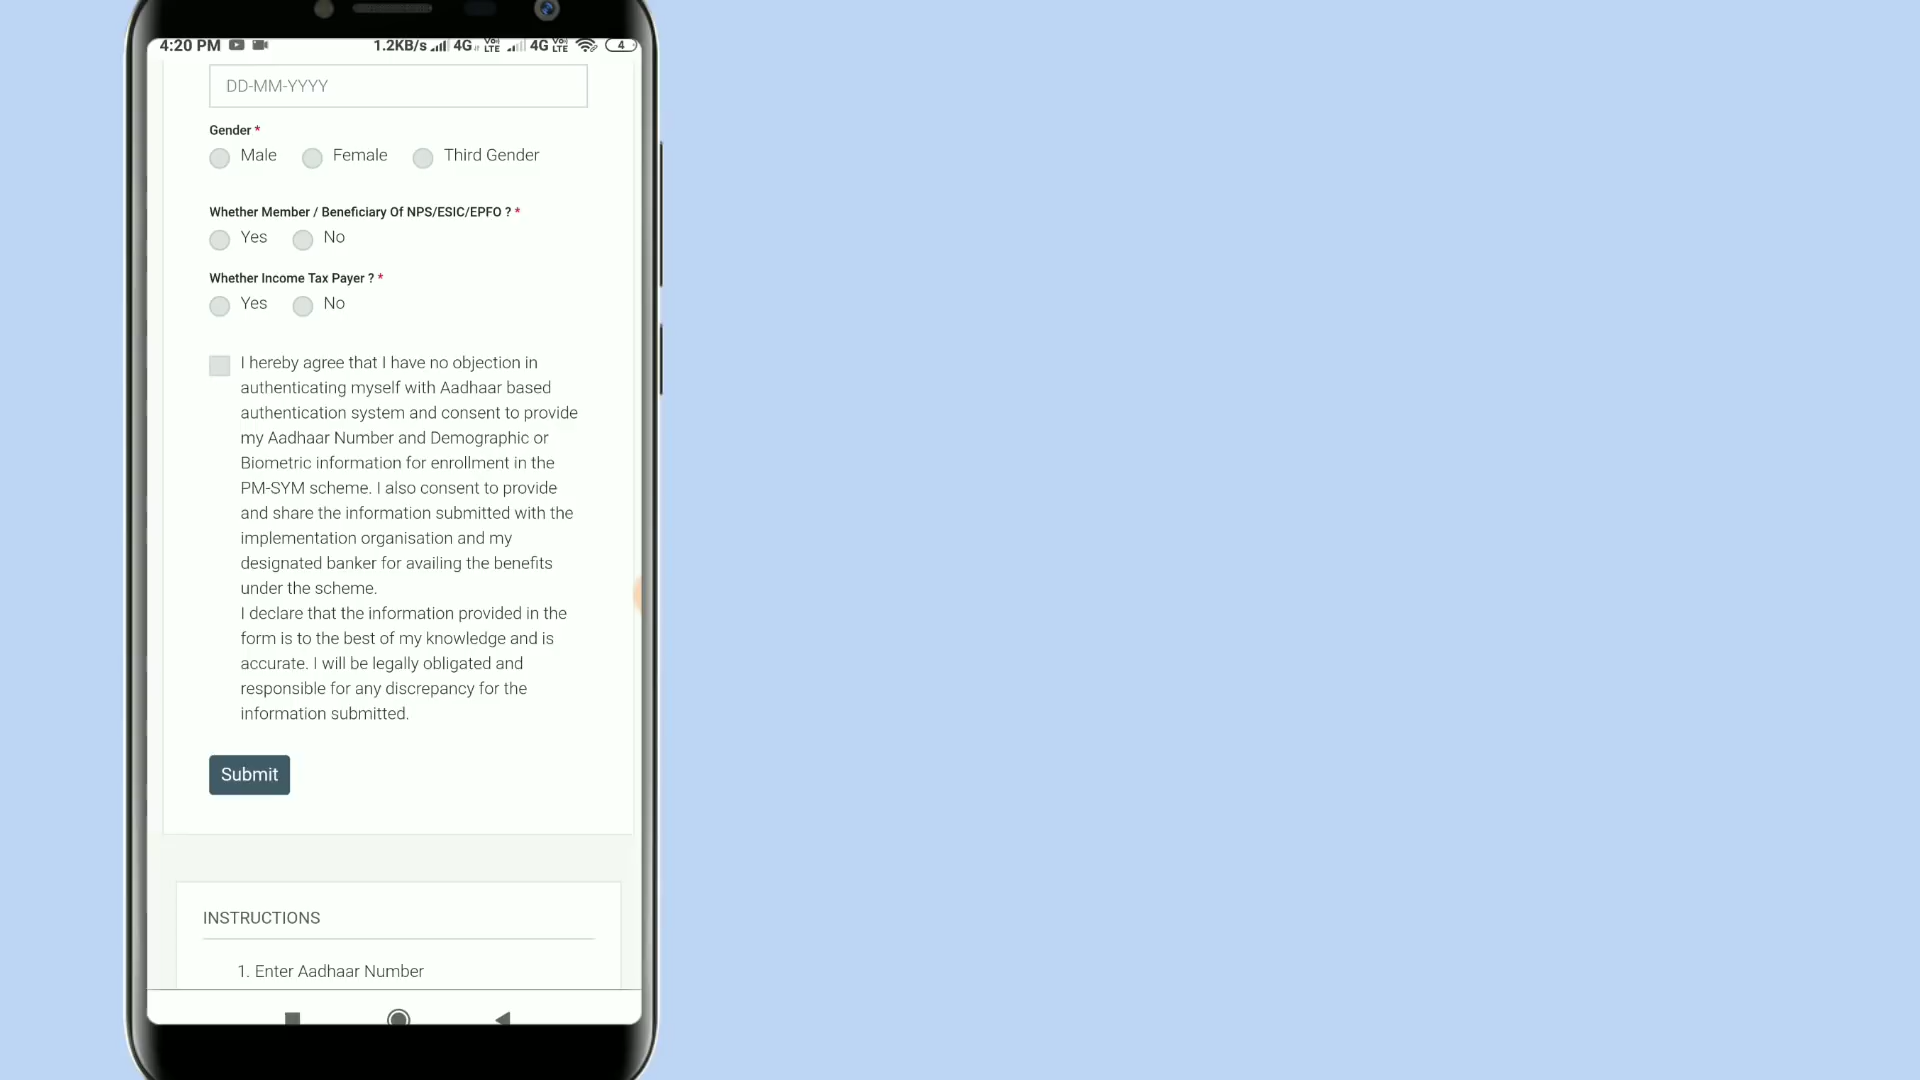 4:20 PM 1.2KB/s 4G VoLTE 4G VoLTE 4
DD-MM-YYYY
Gender *
Male Female Third Gender
Whether Member / Beneficiary Of NPS/ESIC/EPFO ? *
Yes No
Whether Income Tax Payer ? *
Yes No
I hereby agree that I have no objection in
authenticating myself with Aadhaar based
authentication system and consent to provide
my Aadhaar Number and Demographic or
Biometric information for enrollment in the
PM-SYM scheme. I also consent to provide
and share the information submitted with the
implementation organisation and my
designated banker for availing the benefits
under the scheme.
I declare that the information provided in the
form is to the best of my knowledge and is
accurate. I will be legally obligated and
responsible for any discrepancy for the
information submitted.
Submit
INSTRUCTIONS
1. Enter Aadhaar Number